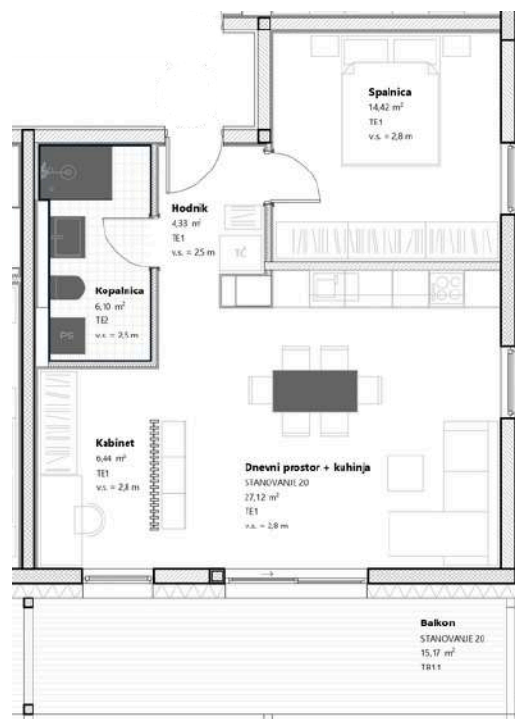 Spalnica
14,42 m²
TE1
v.s. = 2,8 m
Hodnik
4,33 m²
TE1
v.s. = 2,5 m
TČ
Kopalnica
6,10 m²
TE2
v.s. = 2,5 m
PS
Kabinet
6,44 m²
TE1
v.s. = 2,8 m
Dnevni prostor + kuhinja
STANOVANJE 20
27,12 m²
TE1
v.s. = 2,8 m
Balkon
STANOVANJE 20
15,17 m²